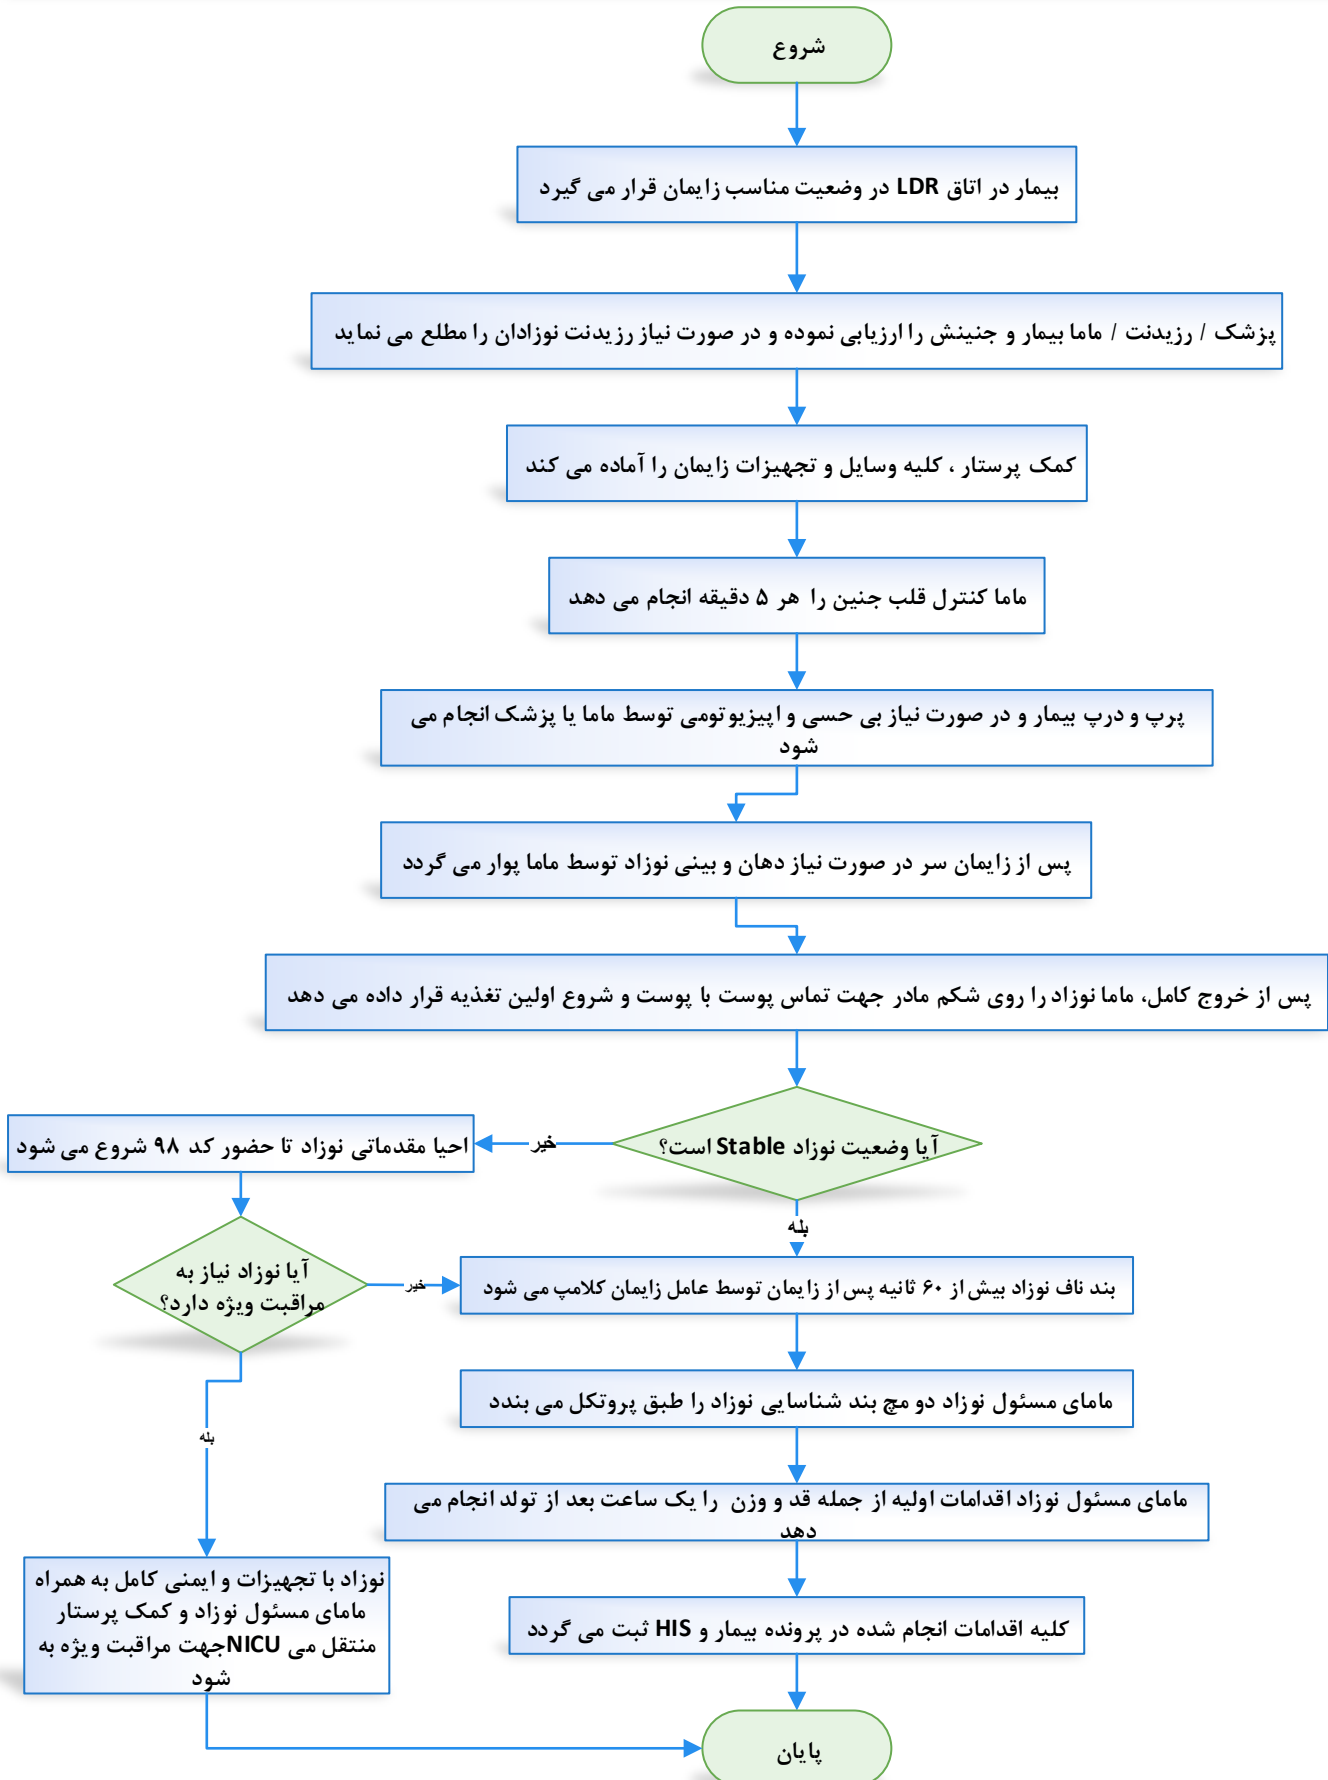 شروع
بیمار در اتاق LDR در وضعیت مناسب زایمان قرار می گیرد
پزشک / رزیدنت / ماما بیمار و جنینش را ارزیابی نموده و در صورت نیاز رزیدنت نوزادان را مطلع می نماید
کمک پرستار ، کلیه وسایل و تجهیزات زایمان را آماده می کند
ماما کنترل قلب جنین را هر ۵ دقیقه انجام می دهد
پرپ و درپ بیمار و در صورت نیاز بی حسی و اپیزیوتومی توسط ماما یا پزشک انجام می
شود
پس از زایمان سر در صورت نیاز دهان و بینی نوزاد توسط ماما پوار می گردد
پس از خروج کامل، ماما نوزاد را روی شکم مادر جهت تماس پوست با پوست و شروع اولین تغذیه قرار داده می دهد
آیا وضعیت نوزاد Stable است؟
خیر
احیا مقدماتی نوزاد تا حضور کد ۹۸ شروع می شود
بله
آیا نوزاد نیاز به
مراقبت ویژه دارد؟
خیر
بند ناف نوزاد بیش از ۶۰ ثانیه پس از زایمان توسط عامل زایمان کلامپ می شود
مامای مسئول نوزاد دو مچ بند شناسایی نوزاد را طبق پروتکل می بندد
بله
مامای مسئول نوزاد اقدامات اولیه از جمله قد و وزن را یک ساعت بعد از تولد انجام می
دهد
نوزاد با تجهیزات و ایمنی کامل به همراه
مامای مسئول نوزاد و کمک پرستار
جهت مراقبت ویژه به NICU منتقل می
شود
کلیه اقدامات انجام شده در پرونده بیمار و HIS ثبت می گردد
پایان